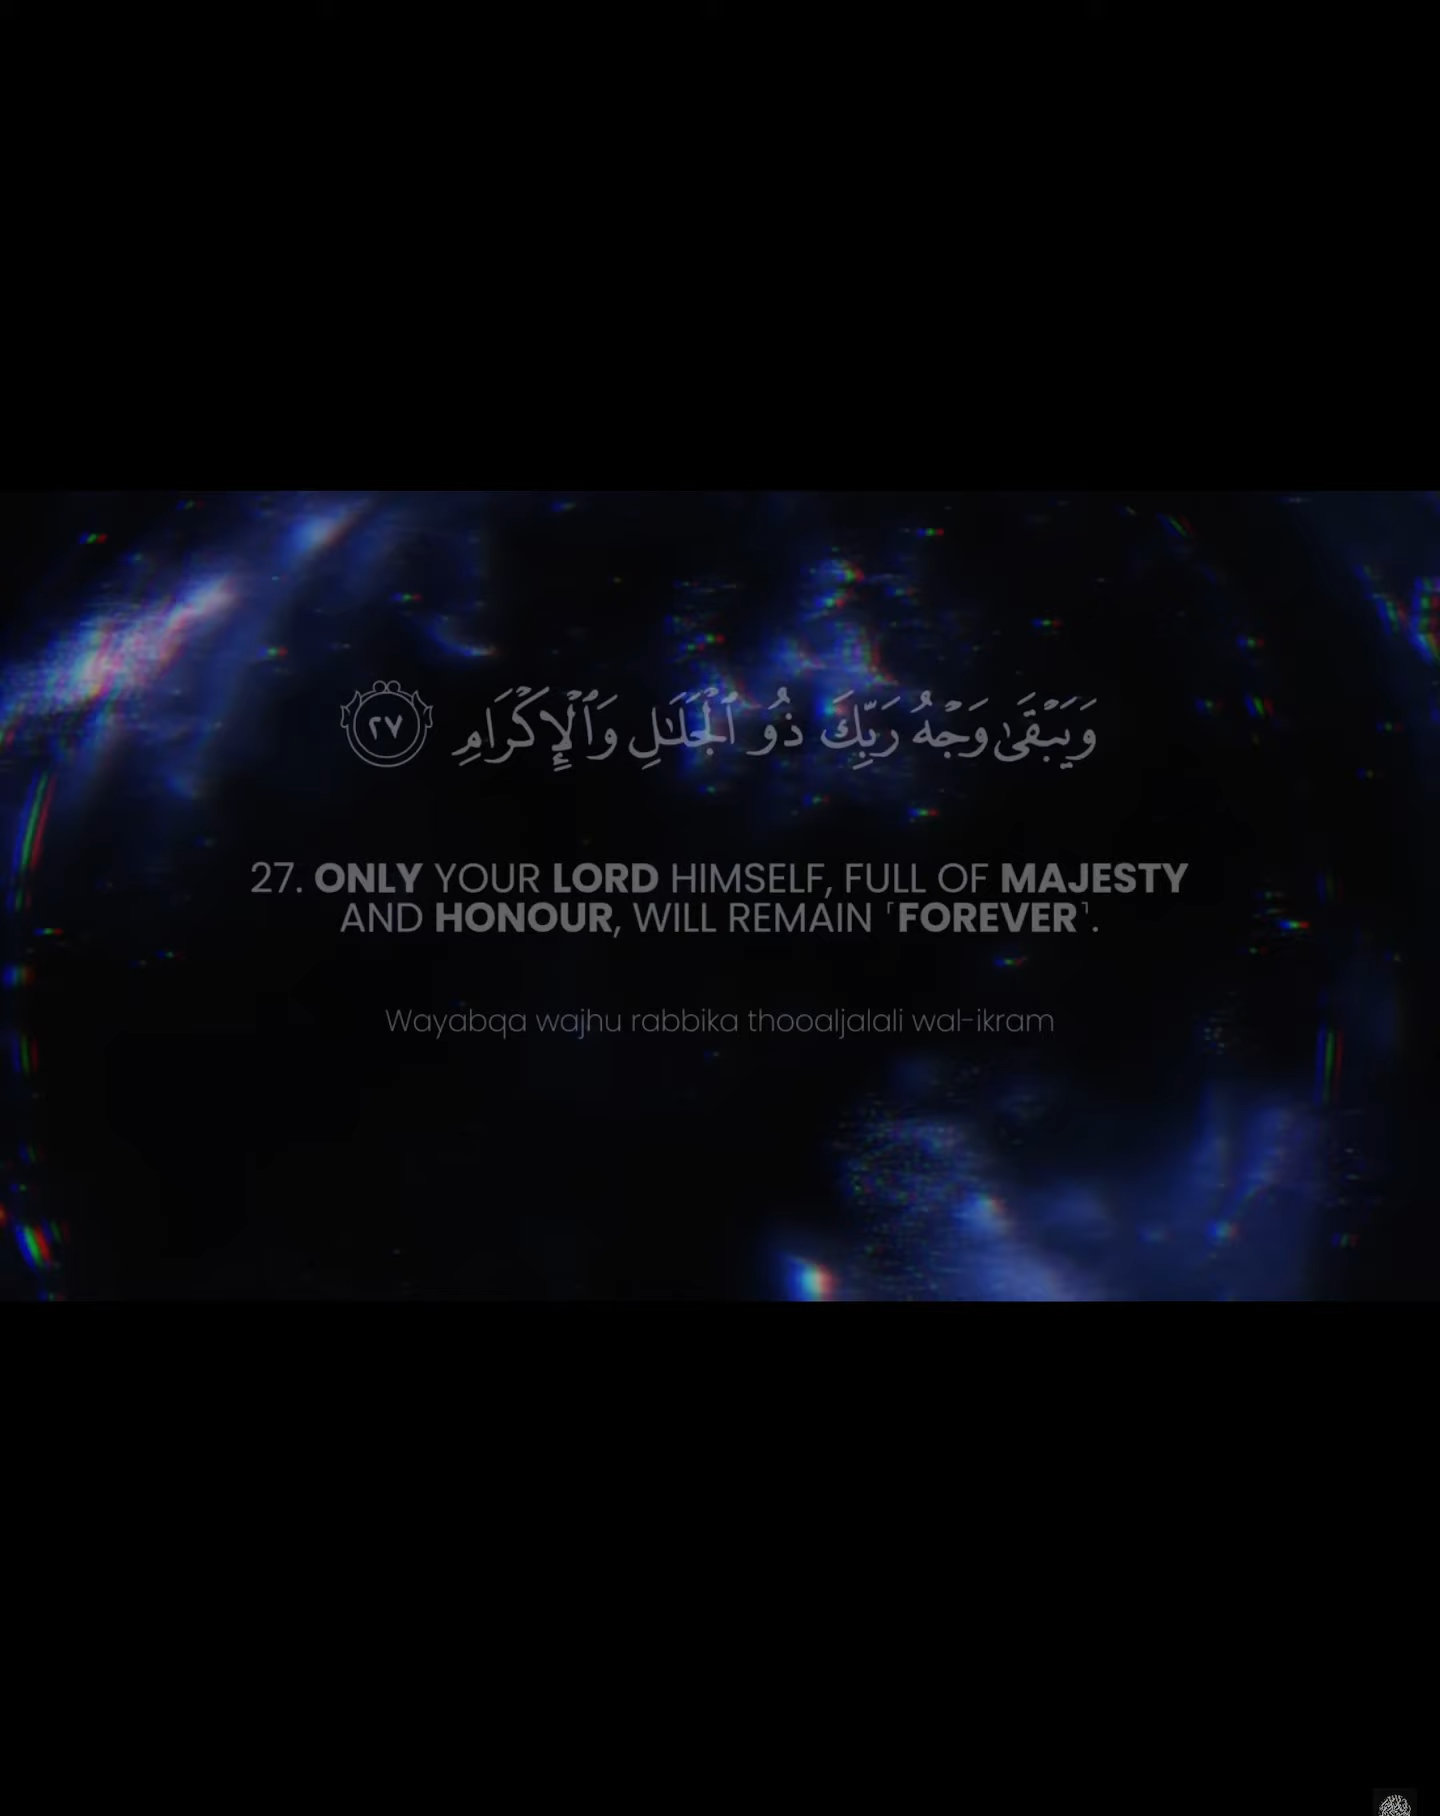 وَيَبۡقَىٰ وَجۡهُ رَبِّكَ ذُو ٱلۡجَلَٰلِ وَٱلۡإِكۡرَامِ ٢٧
27. ONLY YOUR LORD HIMSELF, FULL OF MAJESTY
AND HONOUR, WILL REMAIN ˹FOREVER˺.
Wayabqa wajhu rabbika thooaljalali wal-ikram